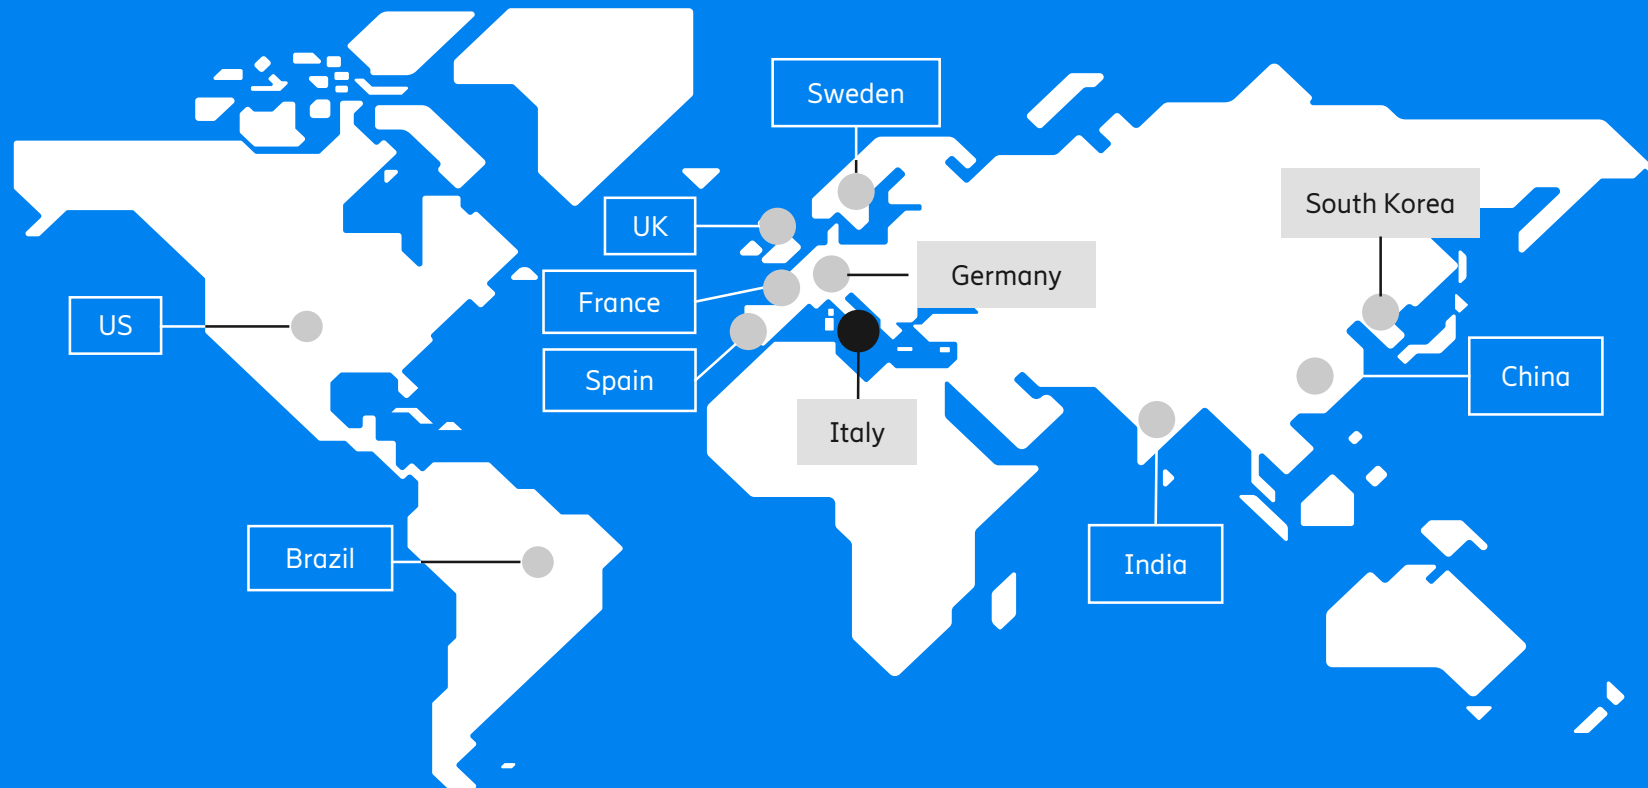 Sweden
South Korea
UK
Germany
France
US
Spain
China
Italy
Brazil
India